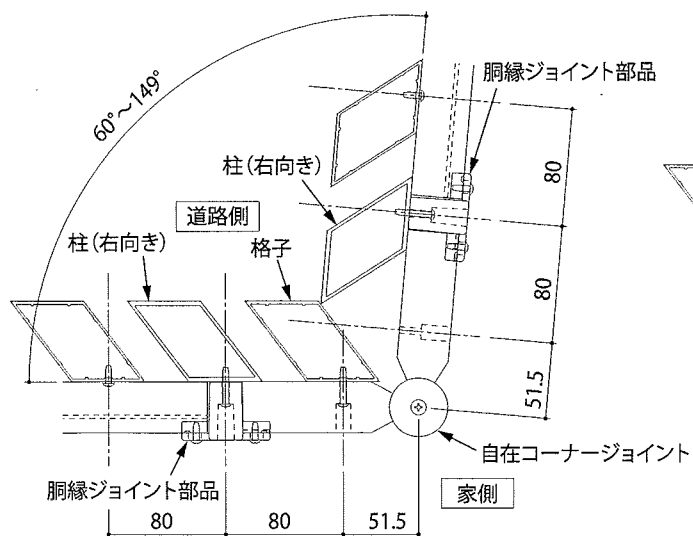 60°～149°
胴縁ジョイント部品
柱（右向き）
道路側
柱（右向き）
格子
80
80
51.5
自在コーナージョイント
胴縁ジョイント部品
家側
80
80
51.5